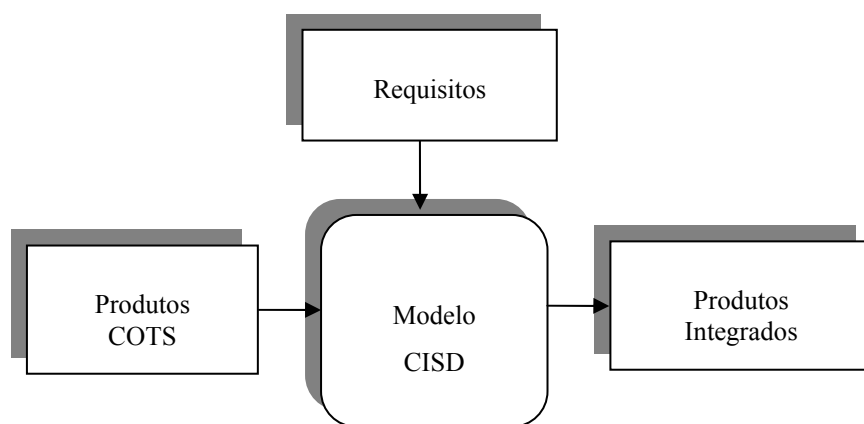 Requisitos
Produtos
COTS
Modelo
CISD
Produtos
Integrados